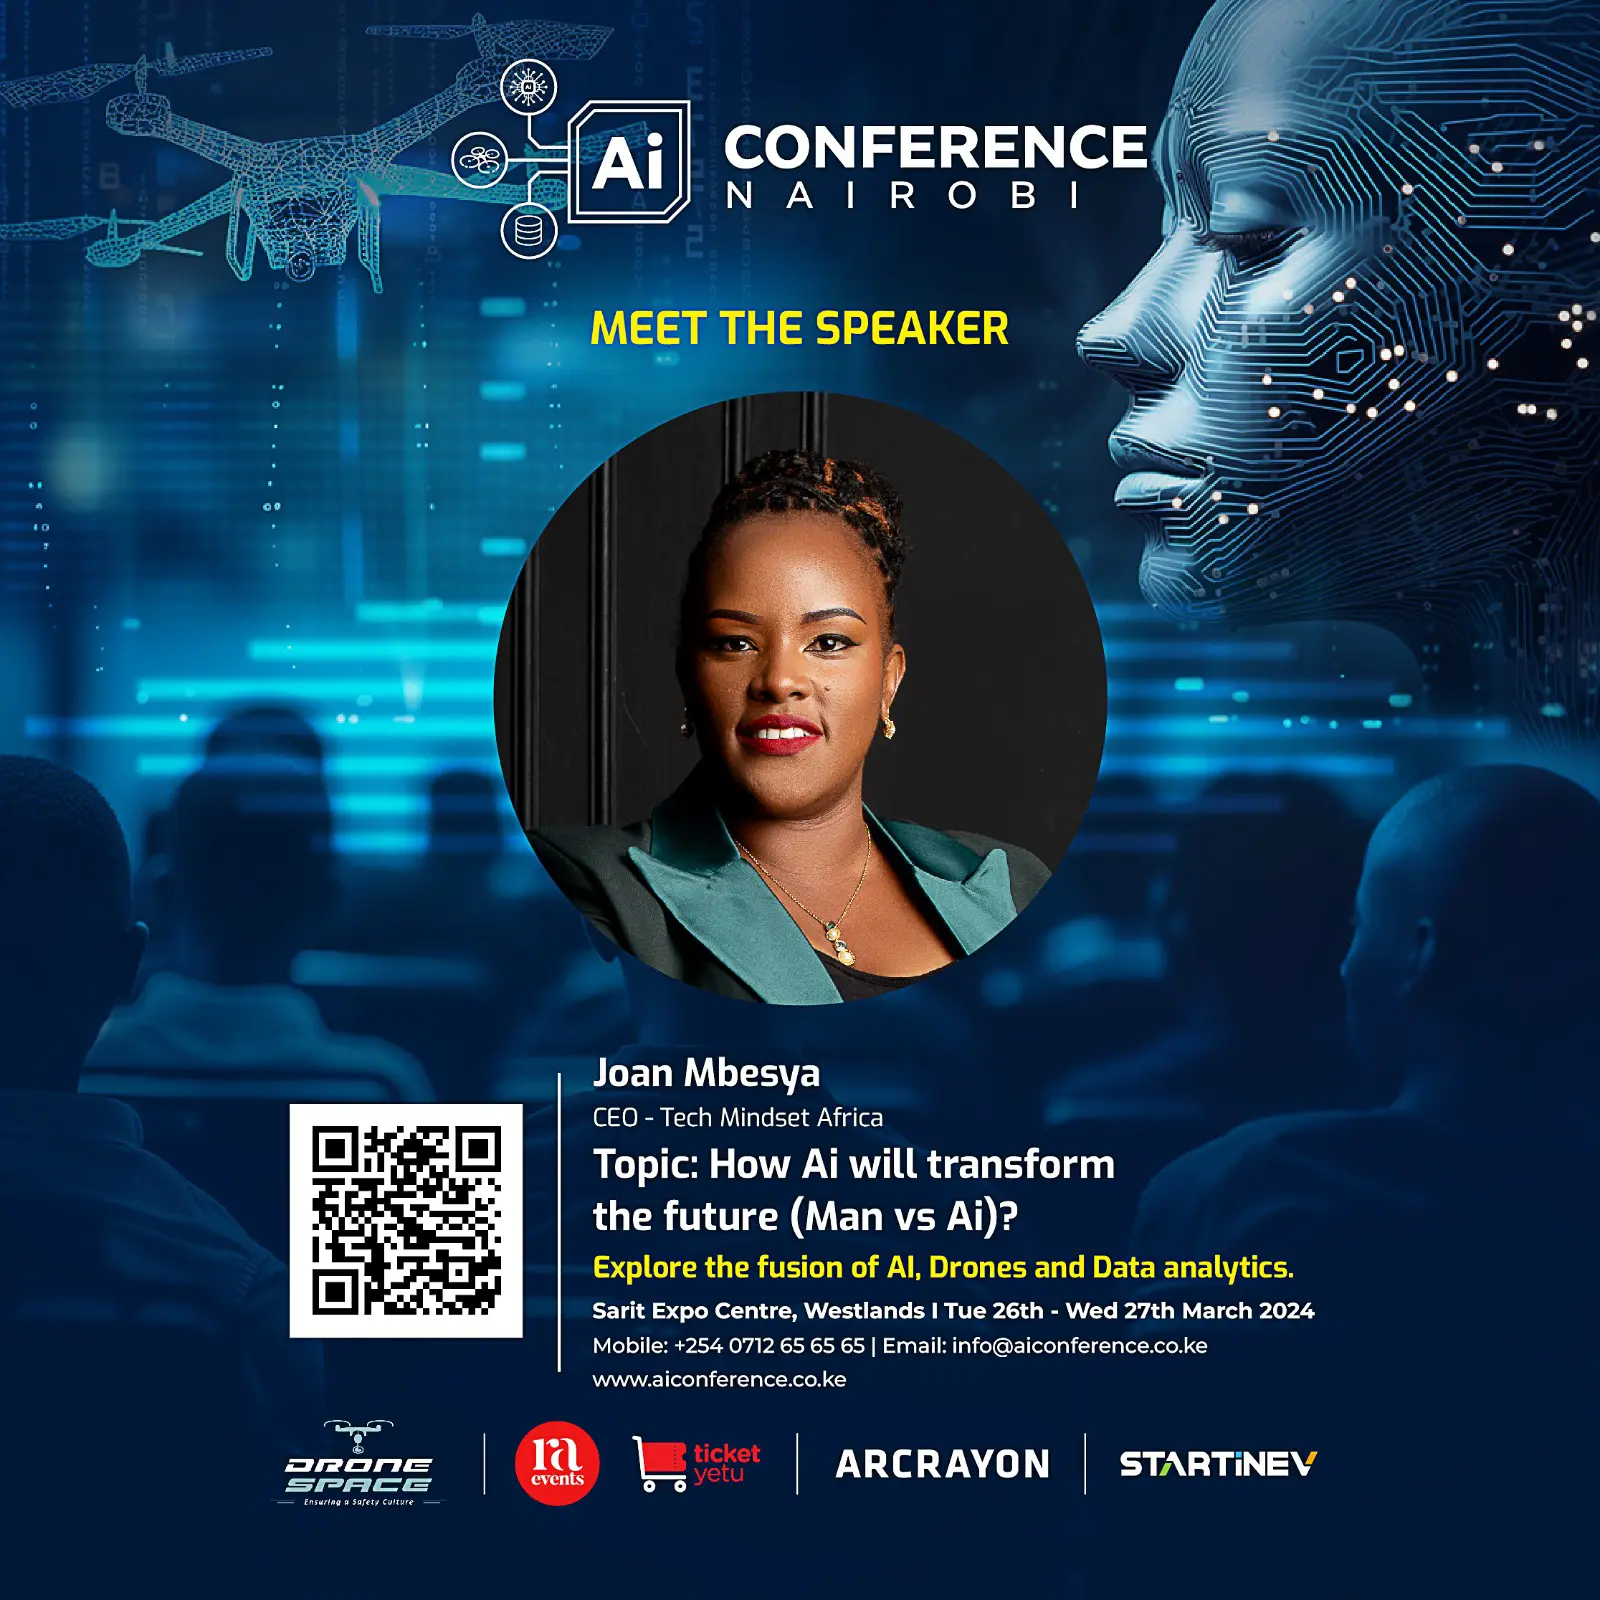 Ai
AI
CONFERENCE
NAIROBI
MEET THE SPEAKER
Joan Mbesya
CEO - Tech Mindset Africa
Topic: How Ai will transform
the future (Man vs Ai)?
Explore the fusion of AI, Drones and Data analytics.
Sarit Expo Centre, Westlands I Tue 26th - Wed 27th March 2024
Mobile: +254 0712 65 65 65 | Email: info@aiconference.co.ke
www.aiconference.co.ke
DRONE
SPACE
Ensuring a Safety Culture
ra
events
ticket
yetu
ARCRAYON
STARTiNEV